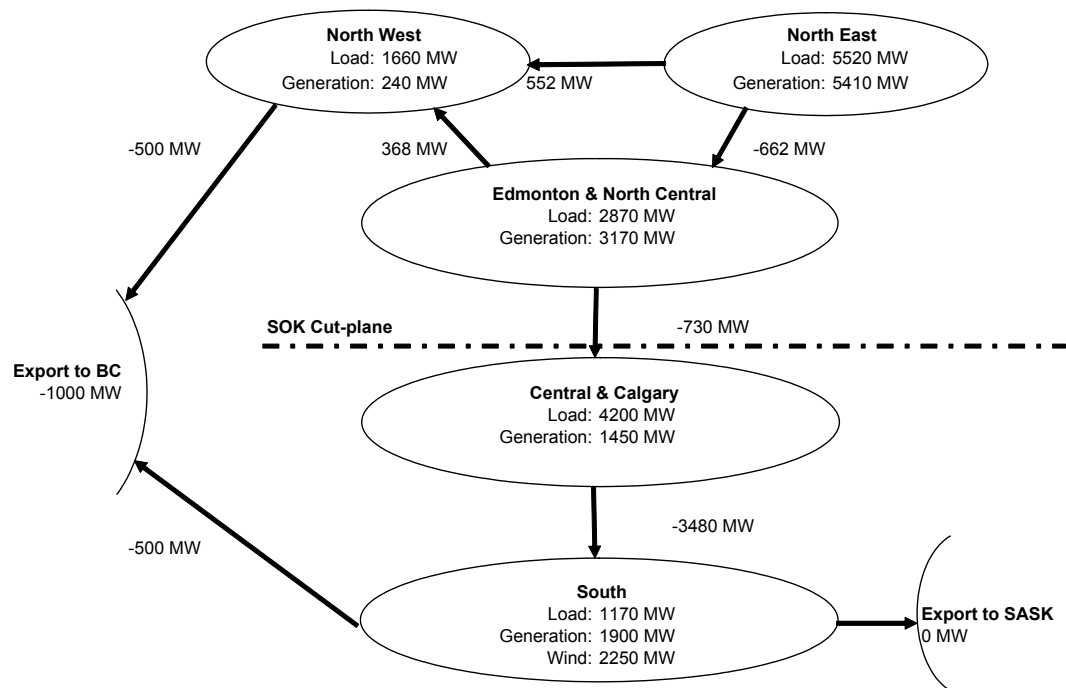 North West
Load: 1660 MW
Generation: 240 MW
North East
Load: 5520 MW
Generation: 5410 MW
552 MW
-500 MW
368 MW
-662 MW
Edmonton & North Central
Load: 2870 MW
Generation: 3170 MW
SOK Cut-plane
-730 MW
Export to BC
-1000 MW
Central & Calgary
Load: 4200 MW
Generation: 1450 MW
-500 MW
-3480 MW
South
Load: 1170 MW
Generation: 1900 MW
Wind: 2250 MW
Export to SASK
0 MW